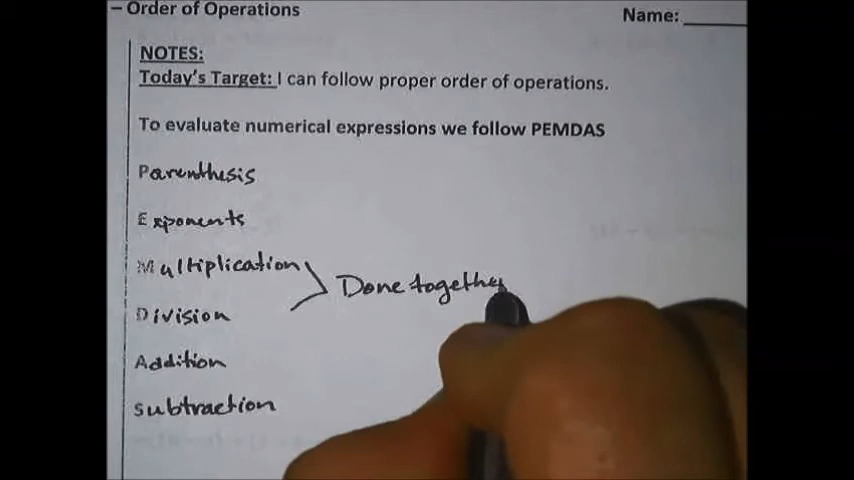 – Order of Operations
Name:
NOTES:
Today's Target: I can follow proper order of operations.
To evaluate numerical expressions we follow PEMDAS
Parenthesis
Exponents
Multiplication
Done together
Division
Addition
Subtraction